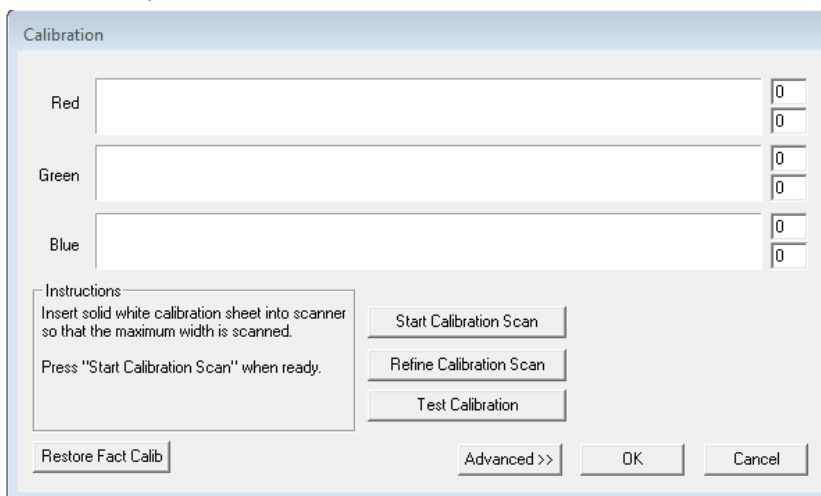 Calibration
Red
0
0
Green
0
0
Blue
0
0
Instructions
Insert solid white calibration sheet into scanner
so that the maximum width is scanned.
Press "Start Calibration Scan" when ready.
Start Calibration Scan
Refine Calibration Scan
Test Calibration
Restore Fact Calib
Advanced >>
OK
Cancel